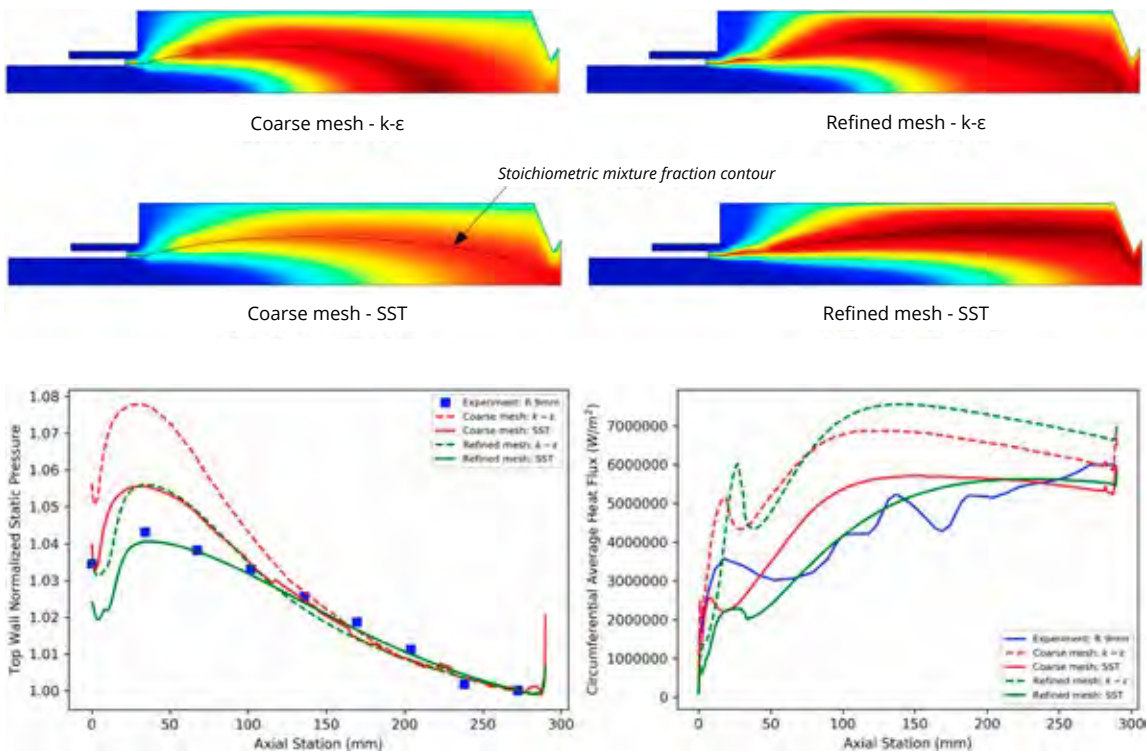 Coarse mesh - k-ε
Refined mesh - k-ε
Stoichiometric mixture fraction contour
Coarse mesh - SST
Refined mesh - SST
Top Wall Normalized Static Pressure
1.08
1.07
1.06
1.05
1.04
1.03
1.02
1.01
1.00
Experiment: R 9mm
Coarse mesh: k − ε
Coarse mesh: SST
Refined mesh: k − ε
Refined mesh: SST
0 50 100 150 200 250 300
Axial Station (mm)
Circumferential Average Heat Flux (W/m²)
7000000
6000000
5000000
4000000
3000000
2000000
1000000
0
Experiment: R 9mm
Coarse mesh: k − ε
Coarse mesh: SST
Refined mesh: k − ε
Refined mesh: SST
0 50 100 150 200 250 300
Axial Station (mm)